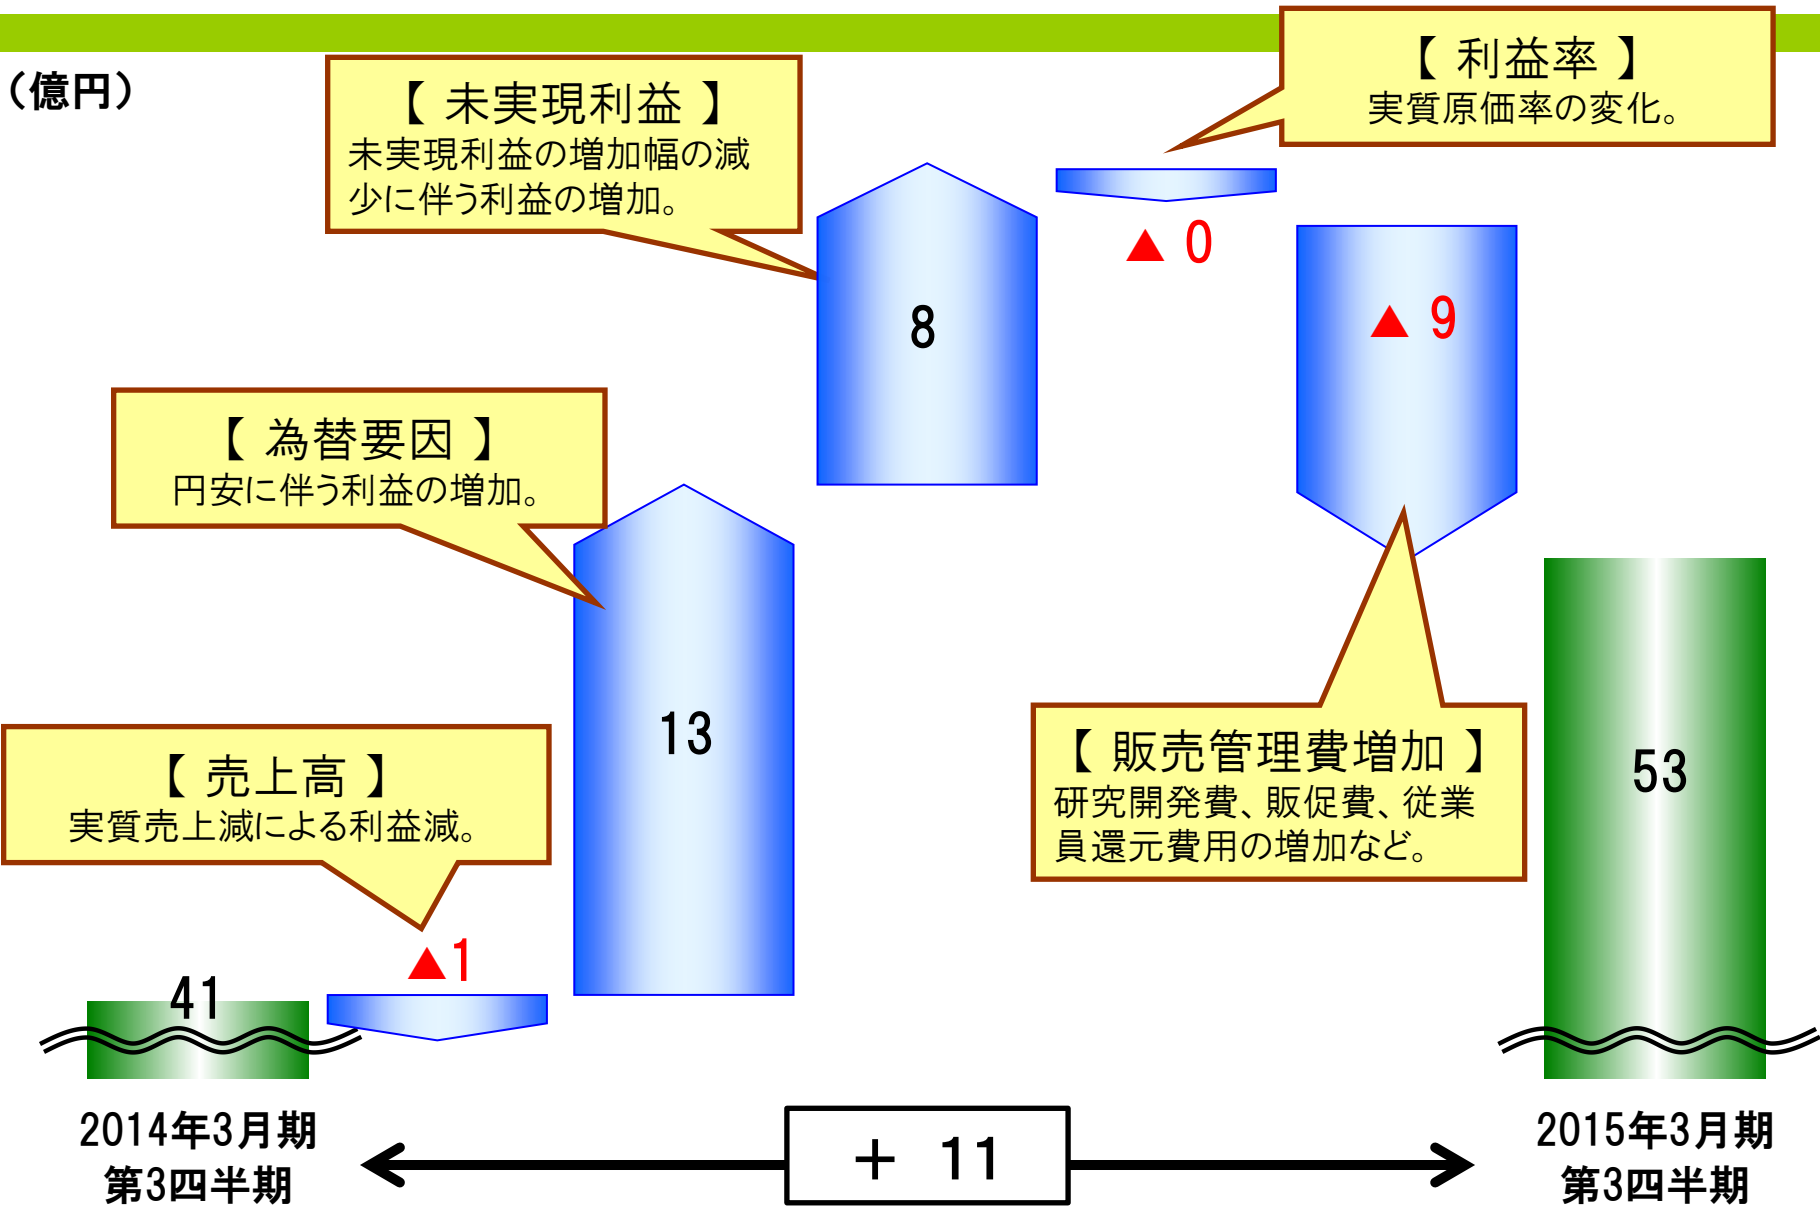 （億円）
【 未実現利益 】
未実現利益の増加幅の減
少に伴う利益の増加。
【 利益率 】
実質原価率の変化。
▲ 0
8
▲ 9
【 為替要因 】
円安に伴う利益の増加。
13
【 売上高 】
実質売上減による利益減。
▲1
【 販売管理費増加 】
研究開発費、販促費、従業
員還元費用の増加など。
41
53
2014年3月期
第3四半期
＋ 11
2015年3月期
第3四半期